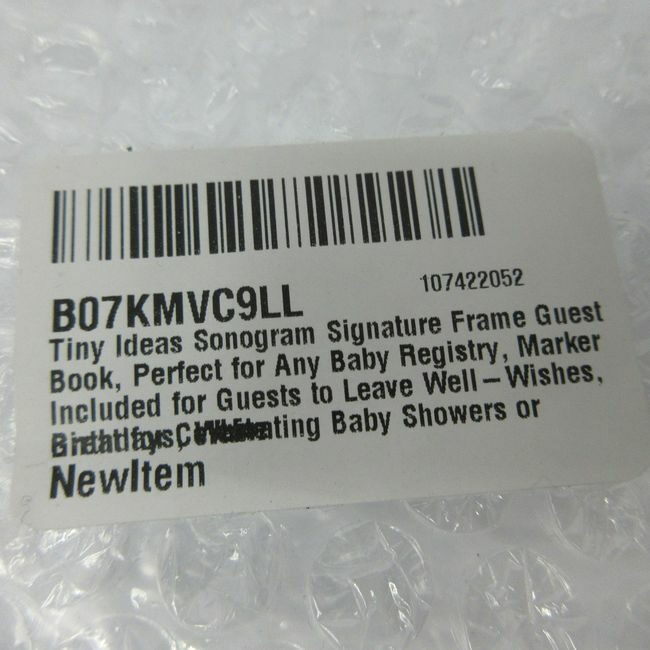 107422052
B07KMVC9LL
Tiny Ideas Sonogram Signature Frame Guest
Book, Perfect for Any Baby Registry, Marker
Included for Guests to Leave Well – Wishes,
Baby Showers or
NewItem